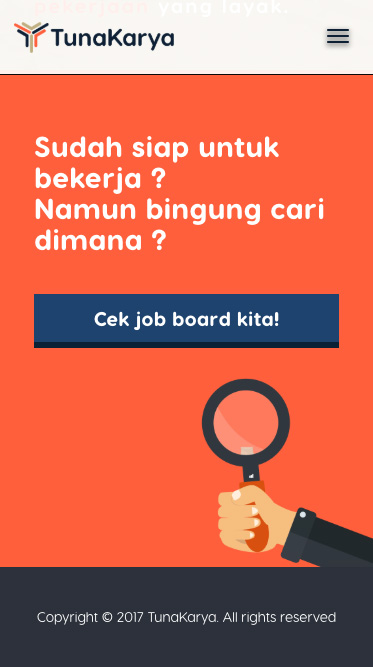 pekerjaan yang layak.
TunaKarya
Sudah siap untuk
bekerja ?
Namun bingung cari
dimana ?
Cek job board kita!
Copyright © 2017 TunaKarya. All rights reserved